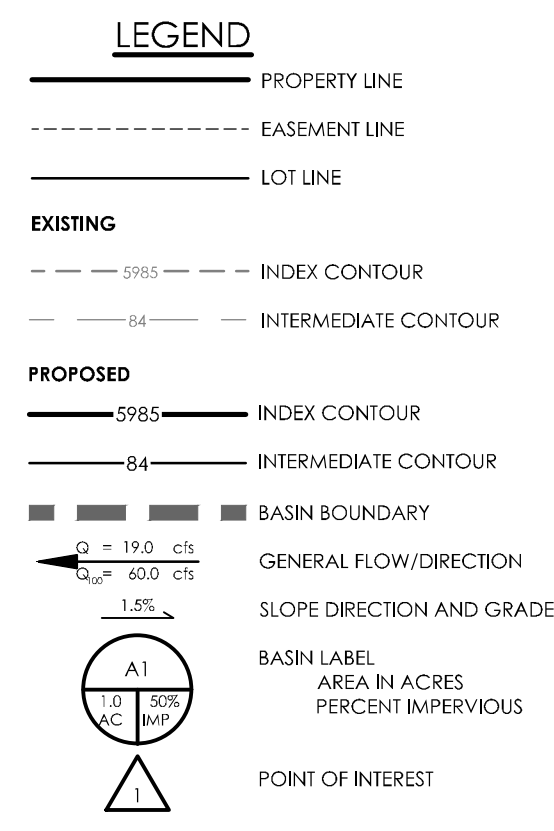 LEGEND
PROPERTY LINE
EASEMENT LINE
LOT LINE
EXISTING
5985 INDEX CONTOUR
84 INTERMEDIATE CONTOUR
PROPOSED
5985 INDEX CONTOUR
84 INTERMEDIATE CONTOUR
BASIN BOUNDARY
Q = 19.0 cfs
Q100= 60.0 cfs
GENERAL FLOW/DIRECTION
1.5%
SLOPE DIRECTION AND GRADE
A1
1.0 AC
50% IMP
BASIN LABEL
AREA IN ACRES
PERCENT IMPERVIOUS
1
POINT OF INTEREST